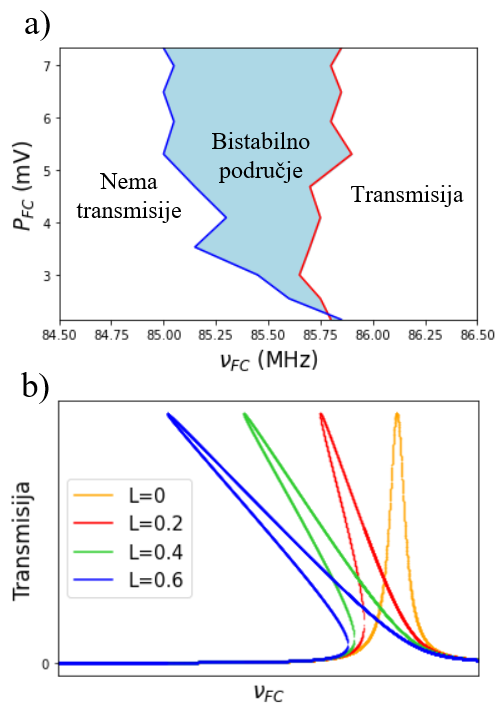 a)
7
6
5
4
3
P_FC (mV)
Nema
transmisije
Bistabilno
područje
Transmisija
84.50 84.75 85.00 85.25 85.50 85.75 86.00 86.25 86.50
ν_FC (MHz)
b)
Transmisija
L=0
L=0.2
L=0.4
L=0.6
0
ν_FC